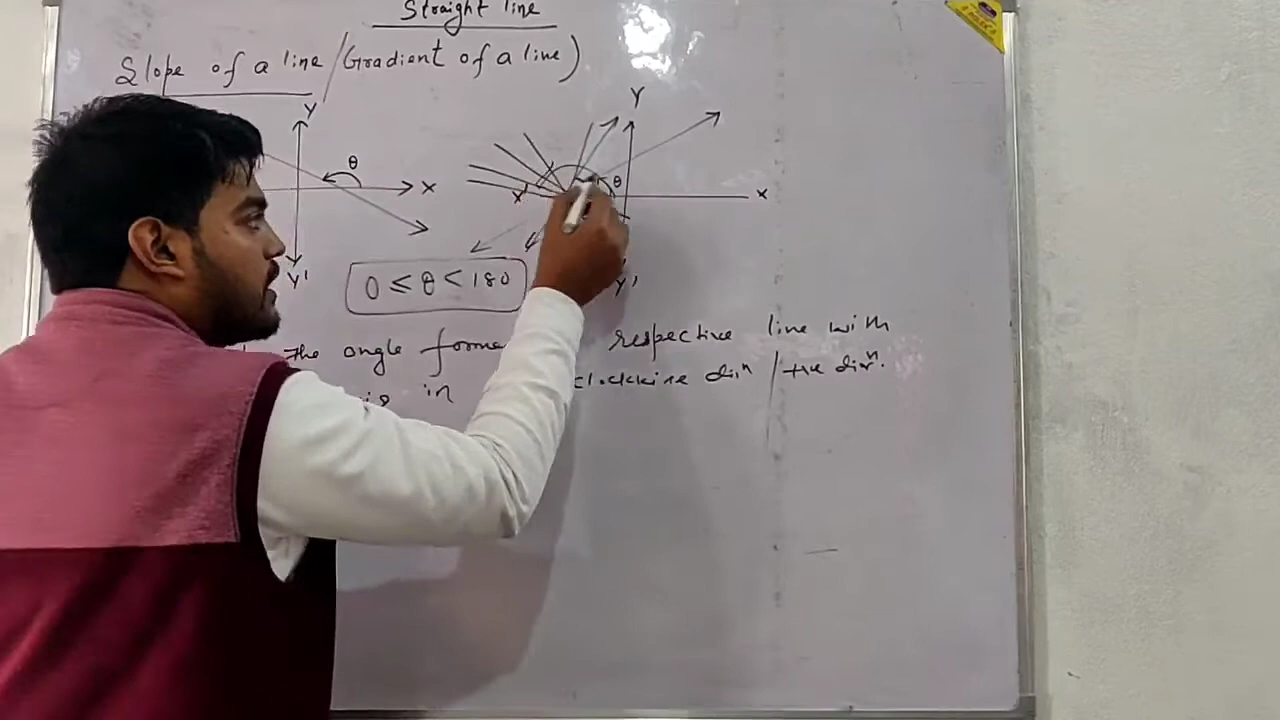 Straight line
Slope of a line / (Gradient of a line)
Y
θ
X
Y'
Y
θ
X'
X
Y'
0 ≤ θ < 180
the angle forme respective line with
is in clockwise dirⁿ / +ve dirⁿ.